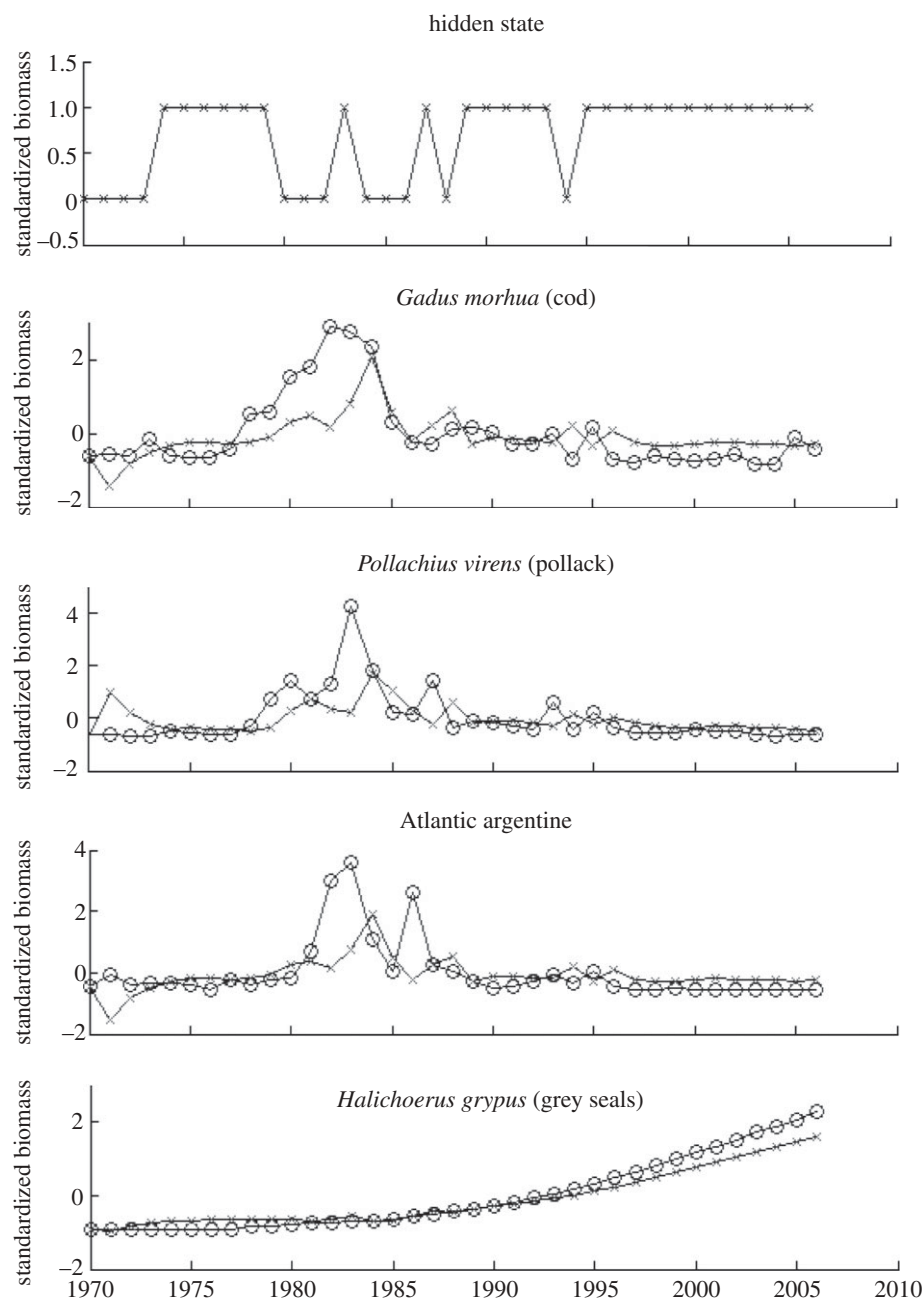 hidden state
standardized biomass
1.5
1.0
0.5
0
–0.5
Gadus morhua (cod)
standardized biomass
2
0
–2
Pollachius virens (pollack)
standardized biomass
4
2
0
–2
Atlantic argentine
standardized biomass
4
2
0
–2
Halichoerus grypus (grey seals)
standardized biomass
2
0
–2
1970 1975 1980 1985 1990 1995 2000 2005 2010